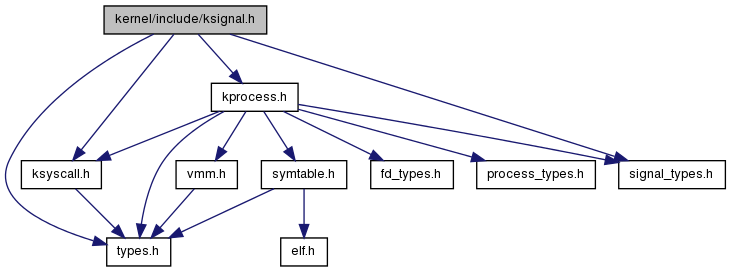 kernel/include/ksignal.h
kprocess.h
ksyscall.h
vmm.h
symtable.h
fd_types.h
process_types.h
signal_types.h
types.h
elf.h